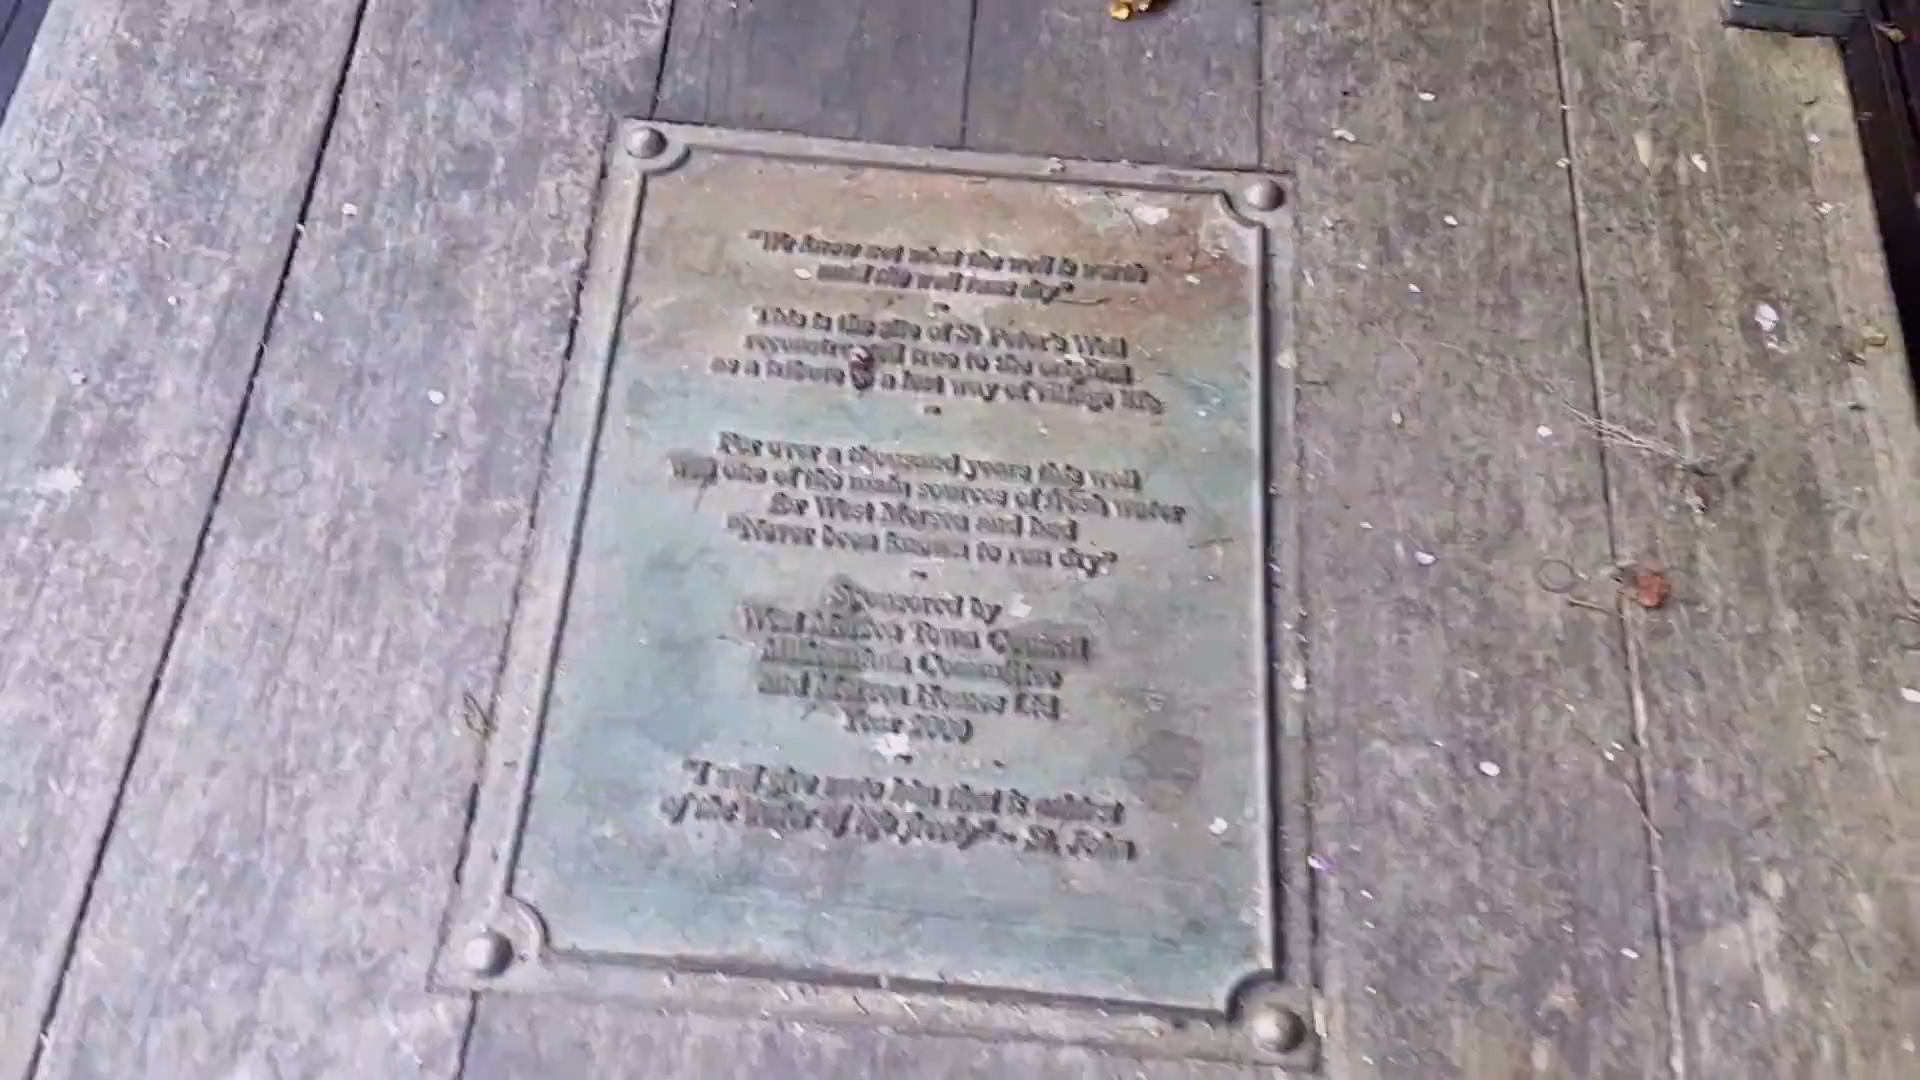 "We know not what the well is worth
until the well runs dry"
~
This is the site of St Peter's Well
reconstructed true to the original
as a tribute to a lost way of village life
~
For over a thousand years this well
was one of the main sources of fresh water
for West Mersea and had
"Never been known to run dry"
~
Sponsored by
West Mersea Town Council
Millennium Committee
and Mersea Homes Ltd
Year 2000
~
"I will give unto him that is athirst
of the water of life freely" ~ St. John